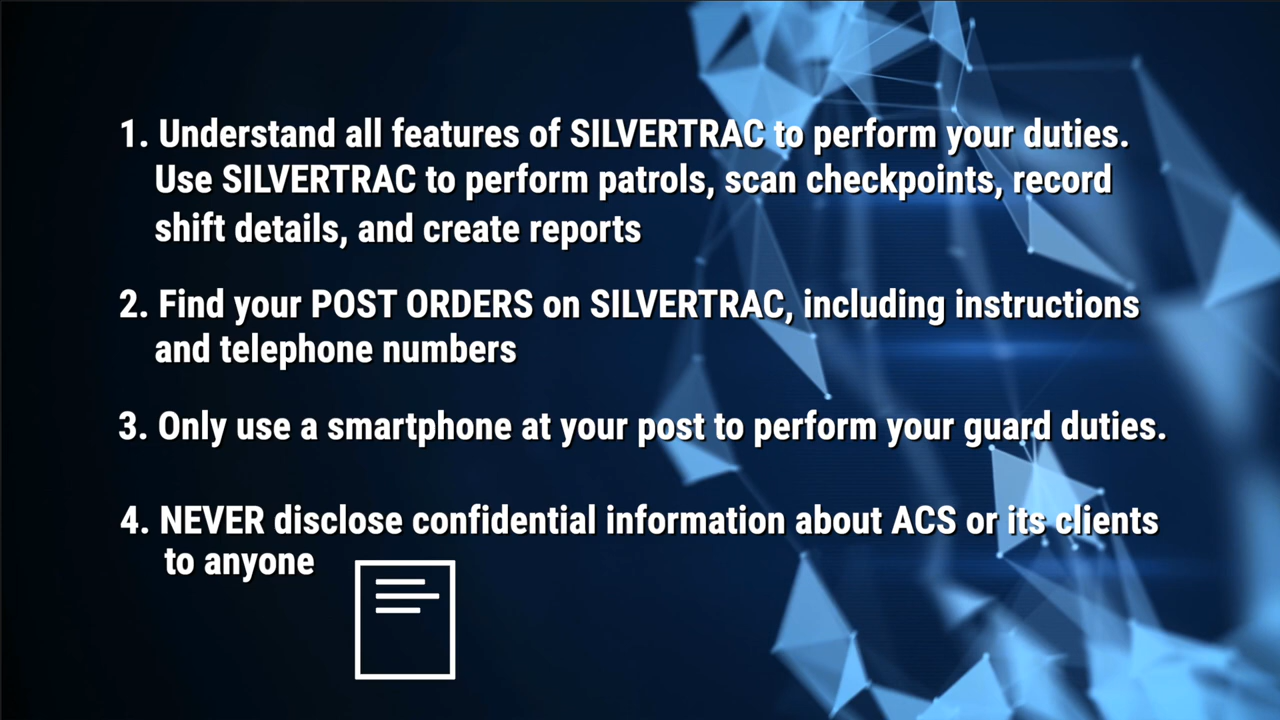 1. Understand all features of SILVERTRAC to perform your duties.
Use SILVERTRAC to perform patrols, scan checkpoints, record
shift details, and create reports
2. Find your POST ORDERS on SILVERTRAC, including instructions
and telephone numbers
3. Only use a smartphone at your post to perform your guard duties.
4. NEVER disclose confidential information about ACS or its clients
to anyone